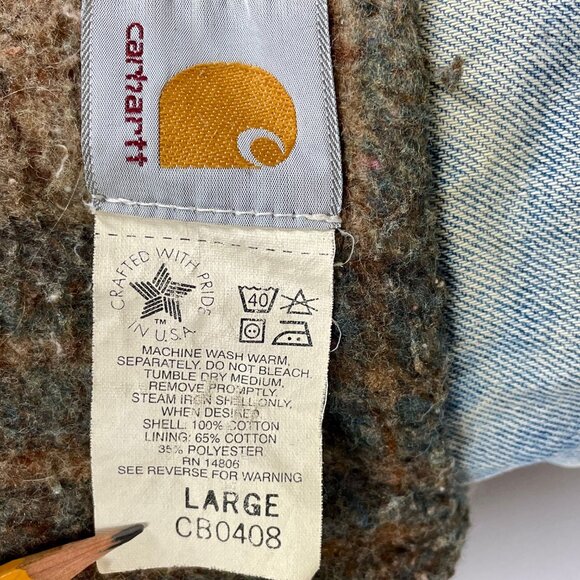 carhartt
CRAFTED WITH PRIDE
TM
IN U.S.A
40
MACHINE WASH WARM,
SEPARATELY. DO NOT BLEACH.
TUMBLE DRY MEDIUM,
REMOVE PROMPTLY.
STEAM IRON SHELL ONLY,
WHEN DESIRED
SHELL: 100% COTTON
LINING: 65% COTTON
35% POLYESTER
RN 14806
SEE REVERSE FOR WARNING
LARGE
CB0408